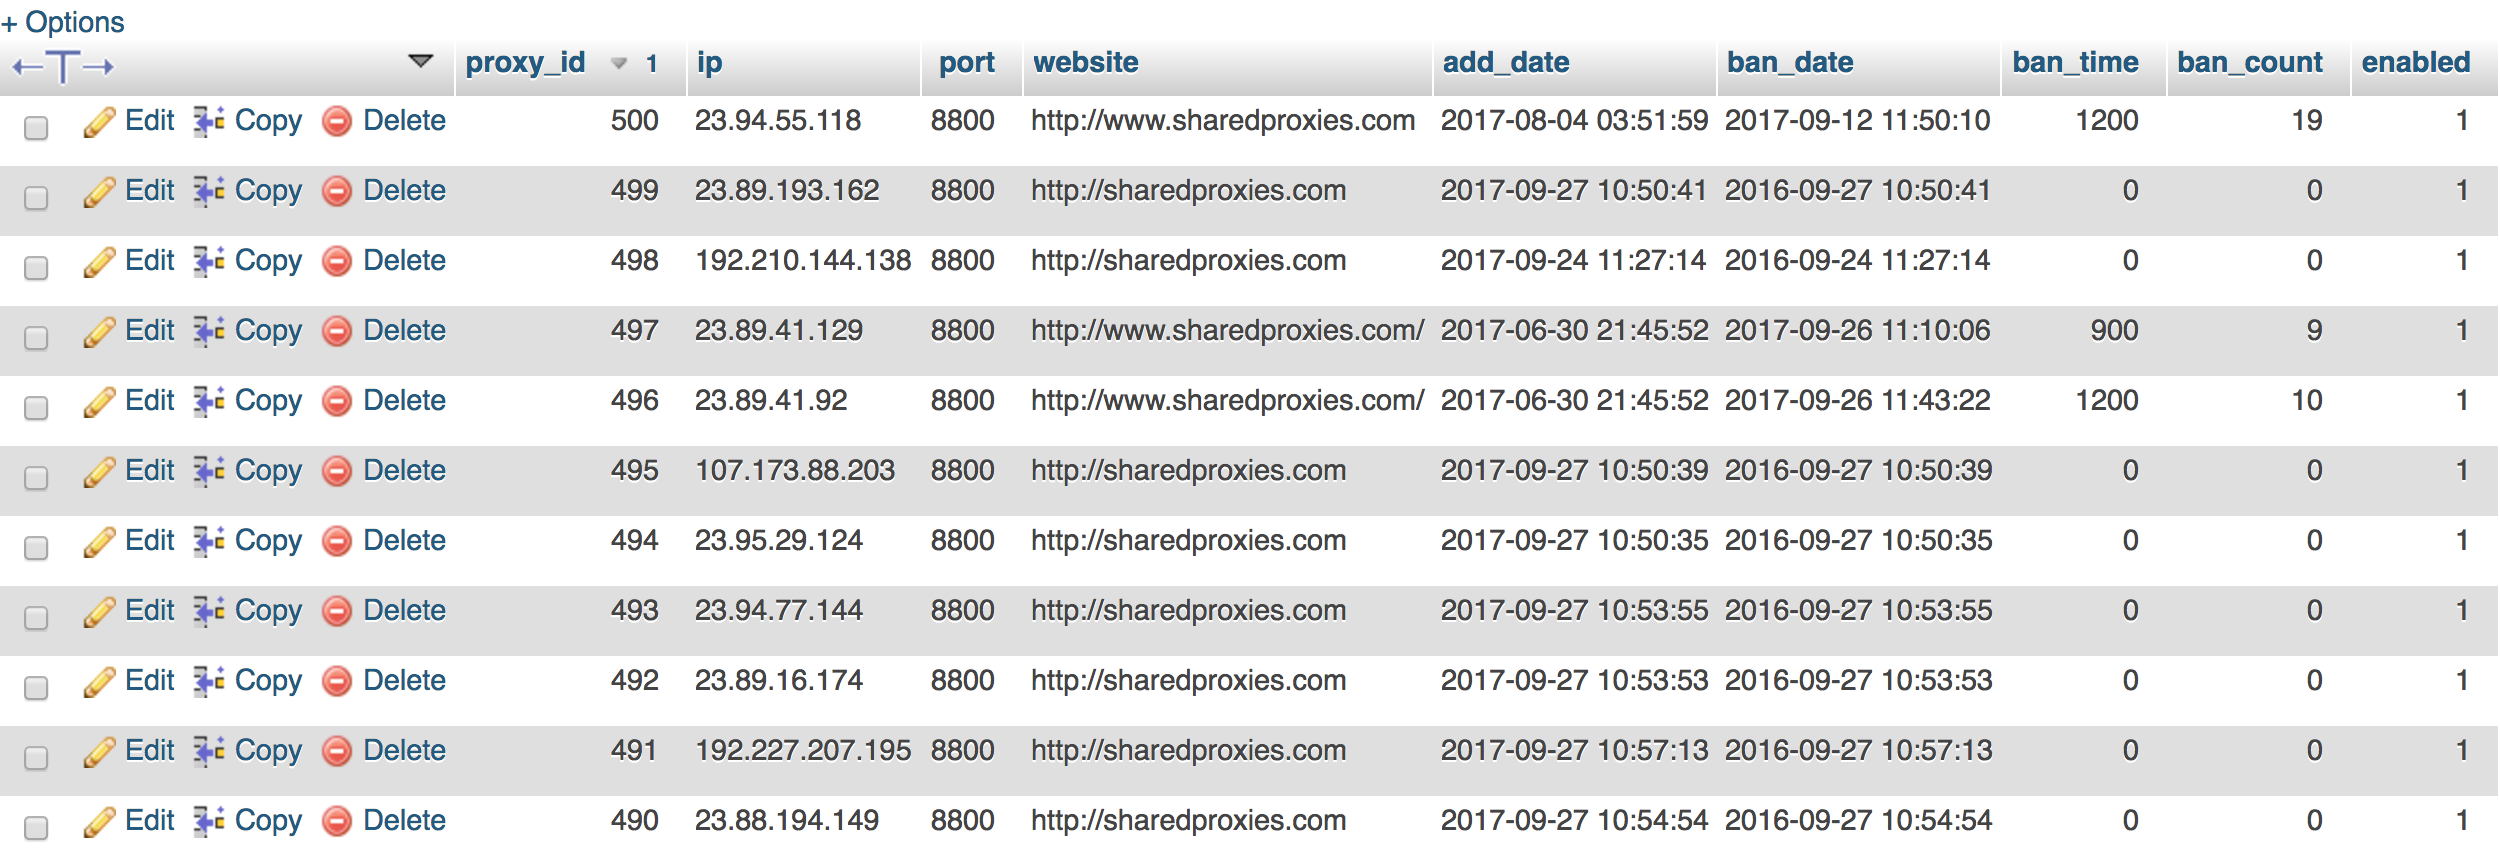 + Options
←T→ proxy_id 1 ip port website add_date ban_date ban_time ban_count enabled
Edit Copy Delete 500 23.94.55.118 8800 http://www.sharedproxies.com 2017-08-04 03:51:59 2017-09-12 11:50:10 1200 19 1
Edit Copy Delete 499 23.89.193.162 8800 http://sharedproxies.com 2017-09-27 10:50:41 2016-09-27 10:50:41 0 0 1
Edit Copy Delete 498 192.210.144.138 8800 http://sharedproxies.com 2017-09-24 11:27:14 2016-09-24 11:27:14 0 0 1
Edit Copy Delete 497 23.89.41.129 8800 http://www.sharedproxies.com/ 2017-06-30 21:45:52 2017-09-26 11:10:06 900 9 1
Edit Copy Delete 496 23.89.41.92 8800 http://www.sharedproxies.com/ 2017-06-30 21:45:52 2017-09-26 11:43:22 1200 10 1
Edit Copy Delete 495 107.173.88.203 8800 http://sharedproxies.com 2017-09-27 10:50:39 2016-09-27 10:50:39 0 0 1
Edit Copy Delete 494 23.95.29.124 8800 http://sharedproxies.com 2017-09-27 10:50:35 2016-09-27 10:50:35 0 0 1
Edit Copy Delete 493 23.94.77.144 8800 http://sharedproxies.com 2017-09-27 10:53:55 2016-09-27 10:53:55 0 0 1
Edit Copy Delete 492 23.89.16.174 8800 http://sharedproxies.com 2017-09-27 10:53:53 2016-09-27 10:53:53 0 0 1
Edit Copy Delete 491 192.227.207.195 8800 http://sharedproxies.com 2017-09-27 10:57:13 2016-09-27 10:57:13 0 0 1
Edit Copy Delete 490 23.88.194.149 8800 http://sharedproxies.com 2017-09-27 10:54:54 2016-09-27 10:54:54 0 0 1